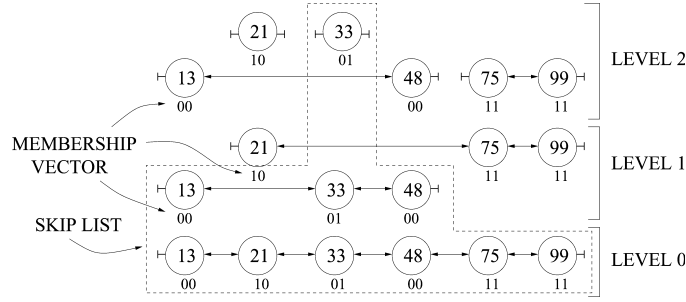 21 33
10 01
LEVEL 2
13 48 75 99
00 00 11 11
MEMBERSHIP
VECTOR
21 75 99
10 11 11
LEVEL 1
13 33 48
00 01 00
SKIP LIST
13 21 33 48 75 99
LEVEL 0
00 10 01 00 11 11